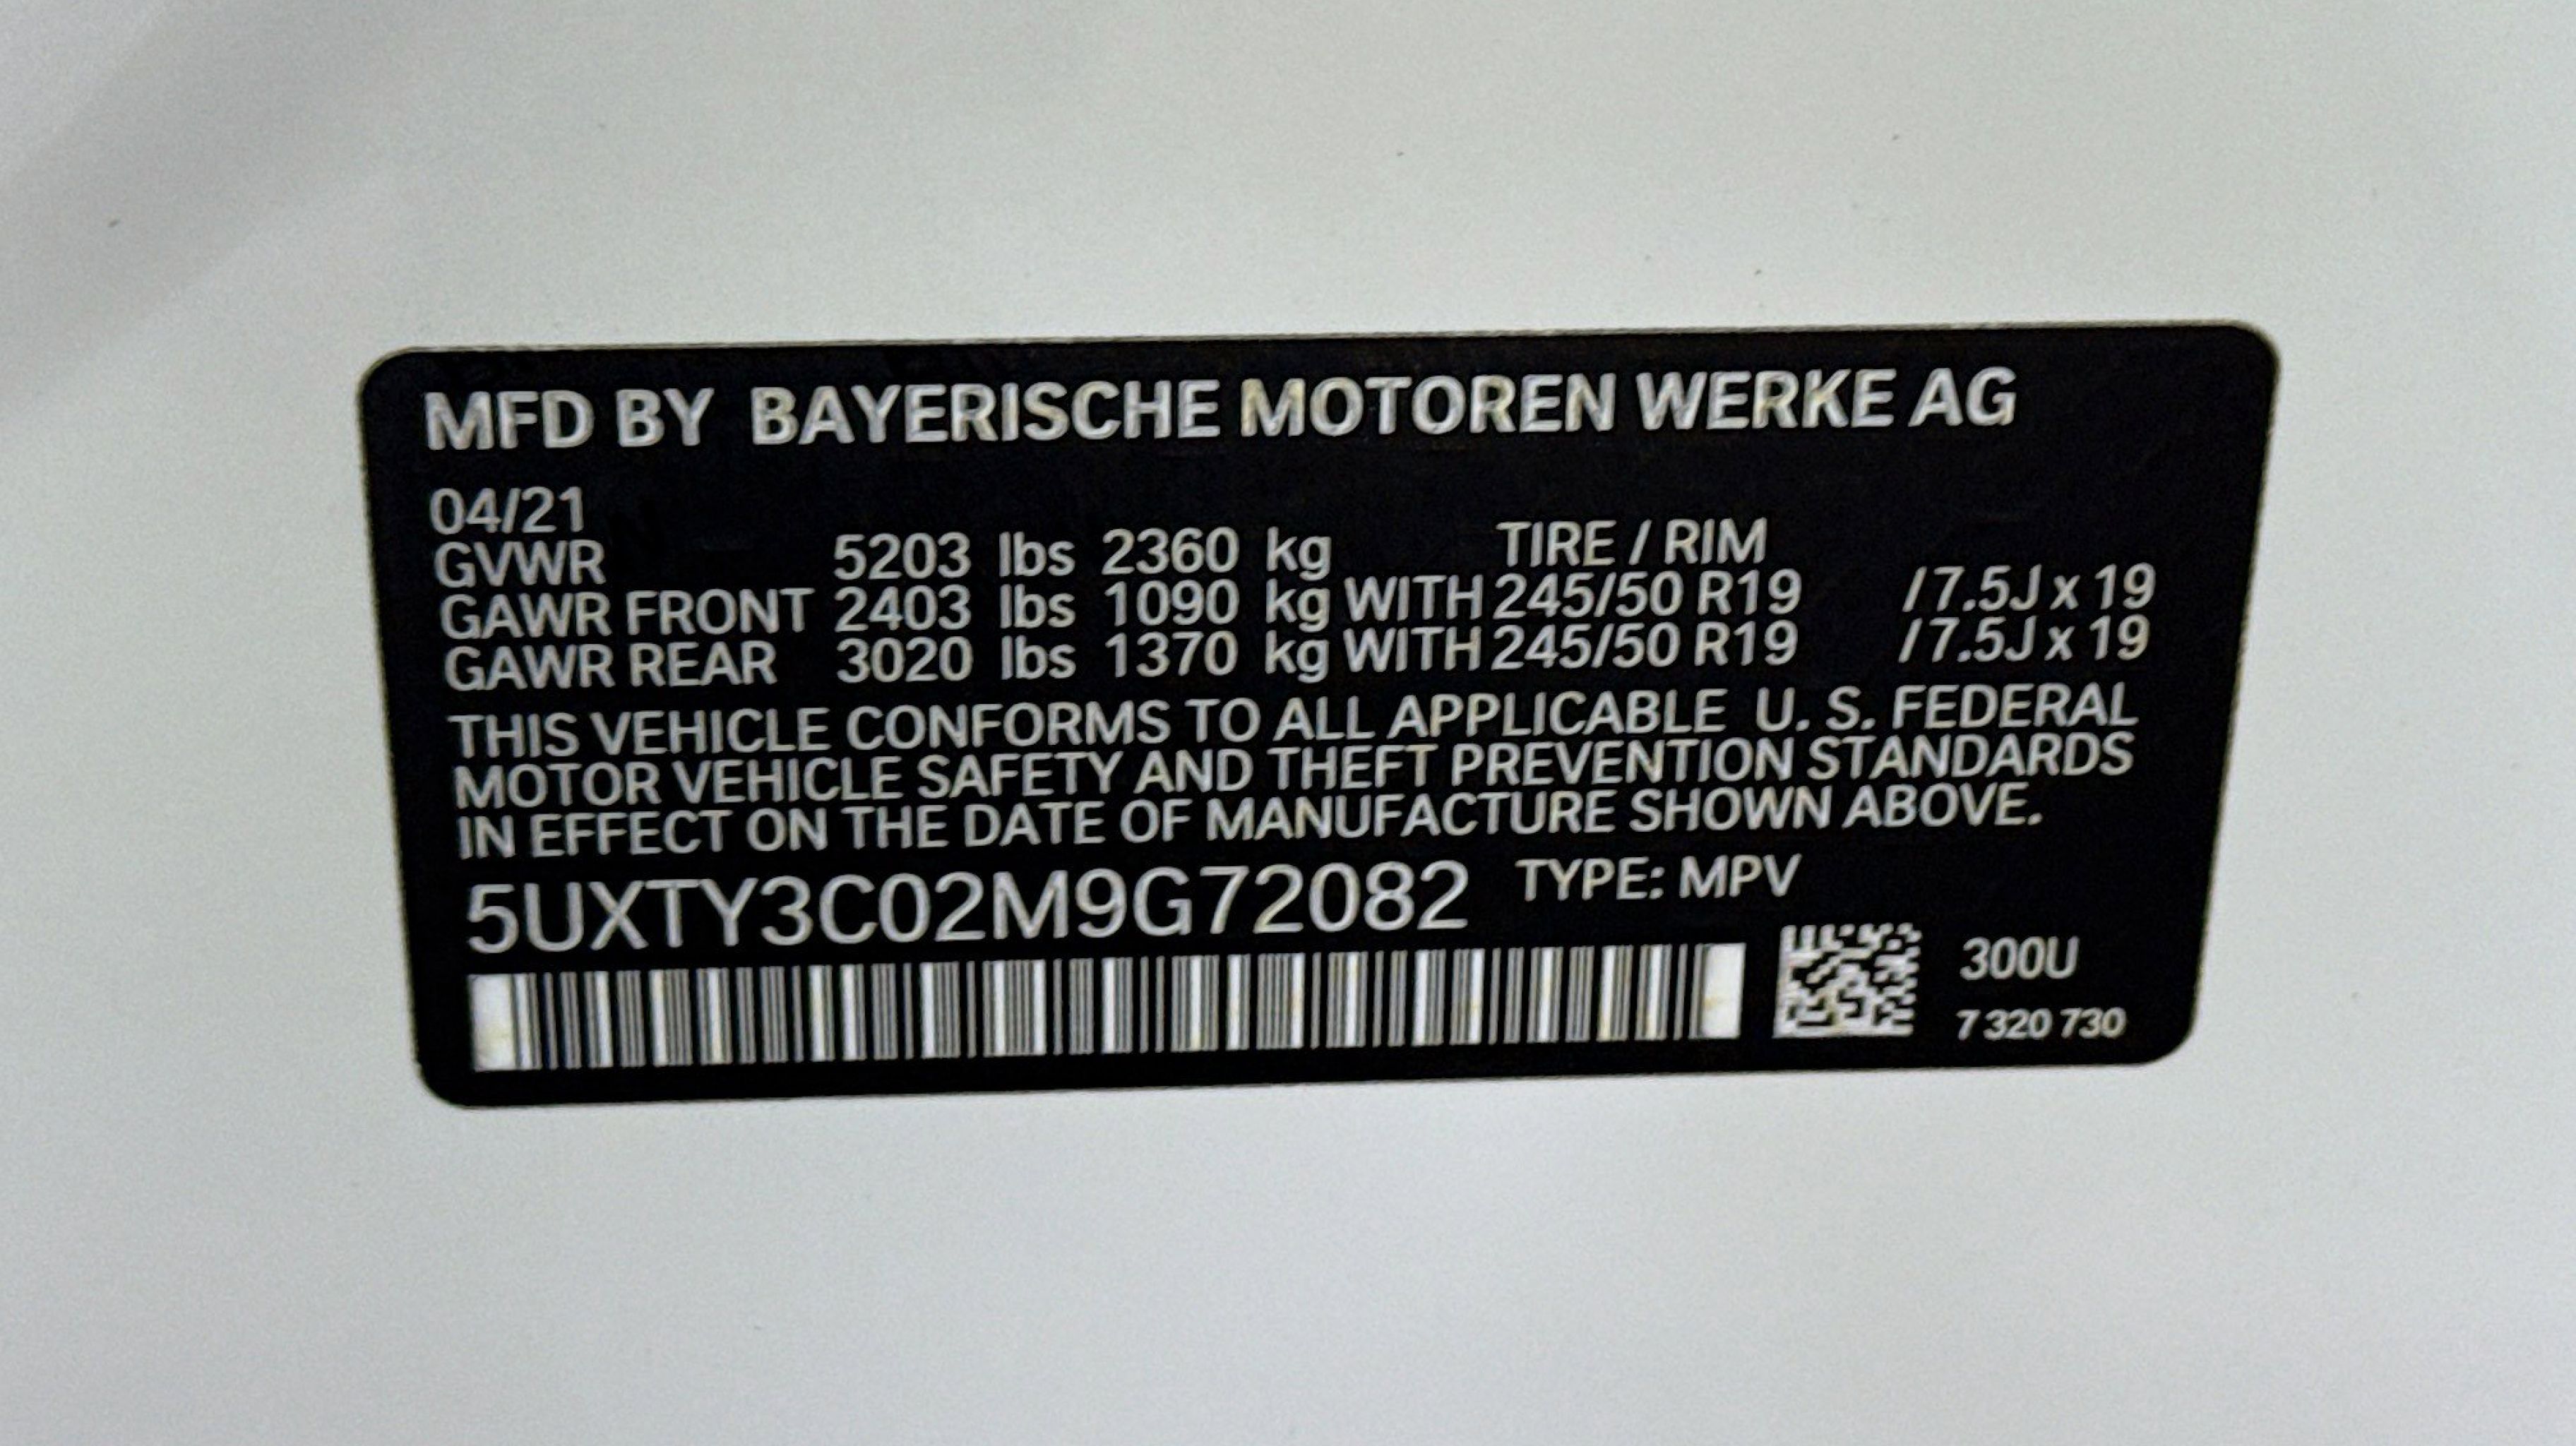 MFD BY BAYERISCHE MOTOREN WERKE AG
04/21
TIRE / RIM
GVWR 5203 lbs 2360 kg
GAWR FRONT 2403 lbs 1090 kg WITH 245/50 R19 / 7.5J x 19
GAWR REAR 3020 lbs 1370 kg WITH 245/50 R19 / 7.5J x 19
THIS VEHICLE CONFORMS TO ALL APPLICABLE U. S. FEDERAL
MOTOR VEHICLE SAFETY AND THEFT PREVENTION STANDARDS
IN EFFECT ON THE DATE OF MANUFACTURE SHOWN ABOVE.
5UXTY3C02M9G72082 TYPE: MPV
300U
7 320 730